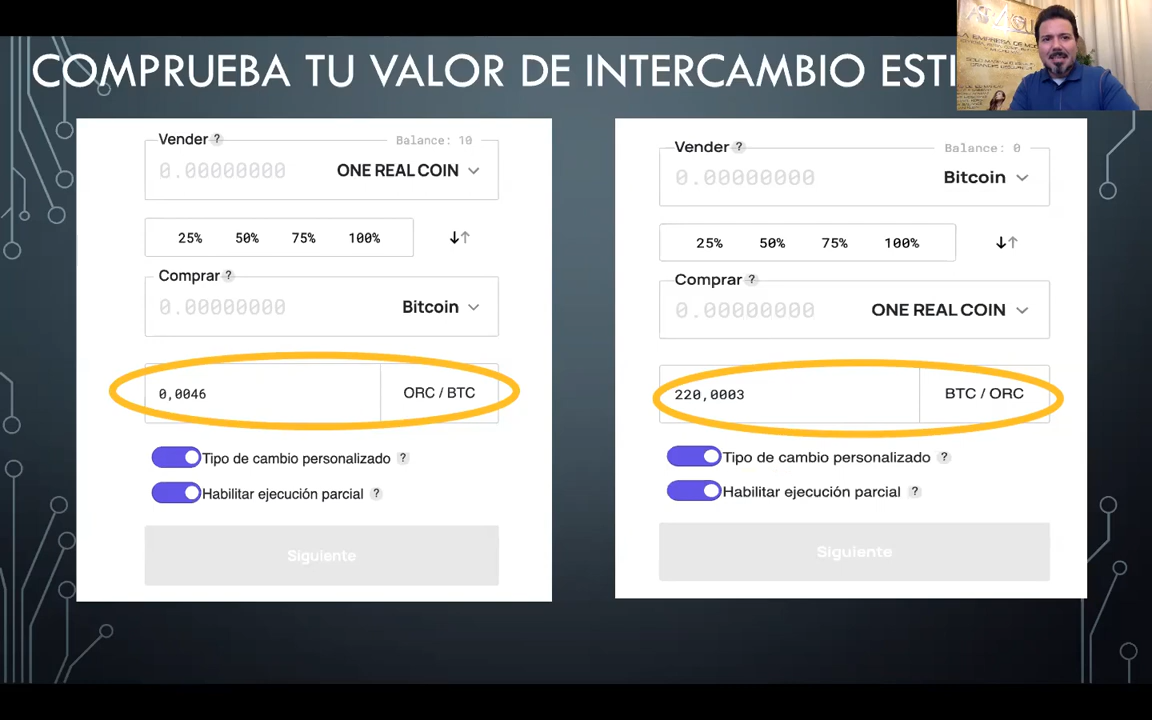 COMPRUEBA TU VALOR DE INTERCAMBIO ESTI
Vender ?
Balance: 10
0.00000000
ONE REAL COIN
25% 50% 75% 100%
Comprar ?
0.00000000
Bitcoin
0,0046
ORC / BTC
Tipo de cambio personalizado ?
Habilitar ejecución parcial ?
Siguiente
Vender ?
Balance: 0
0.00000000
Bitcoin
25% 50% 75% 100%
Comprar ?
0.00000000
ONE REAL COIN
220,0003
BTC / ORC
Tipo de cambio personalizado ?
Habilitar ejecución parcial ?
Siguiente
LA EMPRESA DE